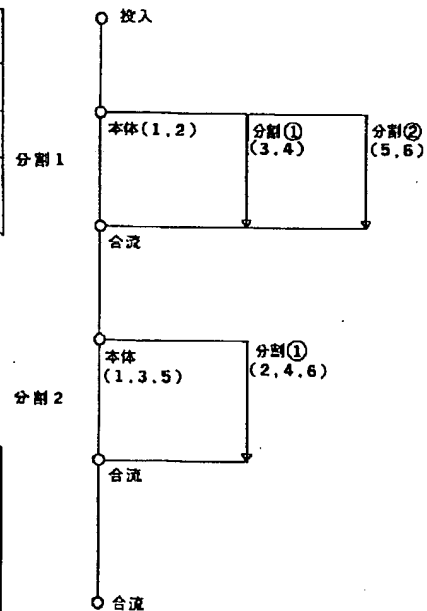 投入
本体(1,2)
分割①
(3,4)
分割②
(5,6)
分割1
合流
本体
(1,3,5)
分割①
(2,4,6)
分割2
合流
合流